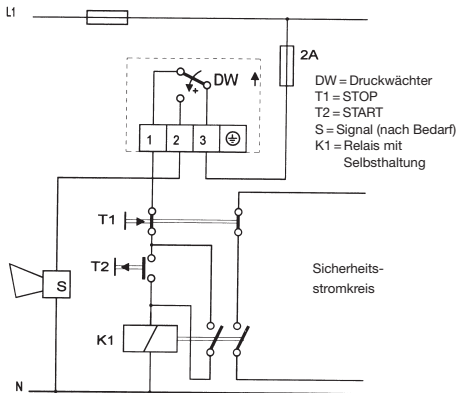 L1
2A
DW
+
DW = Druckwächter
T1 = STOP
T2 = START
S = Signal (nach Bedarf)
K1 = Relais mit
Selbsthaltung
1 2 3
T1
T2
Sicherheits-
stromkreis
S
K1
N